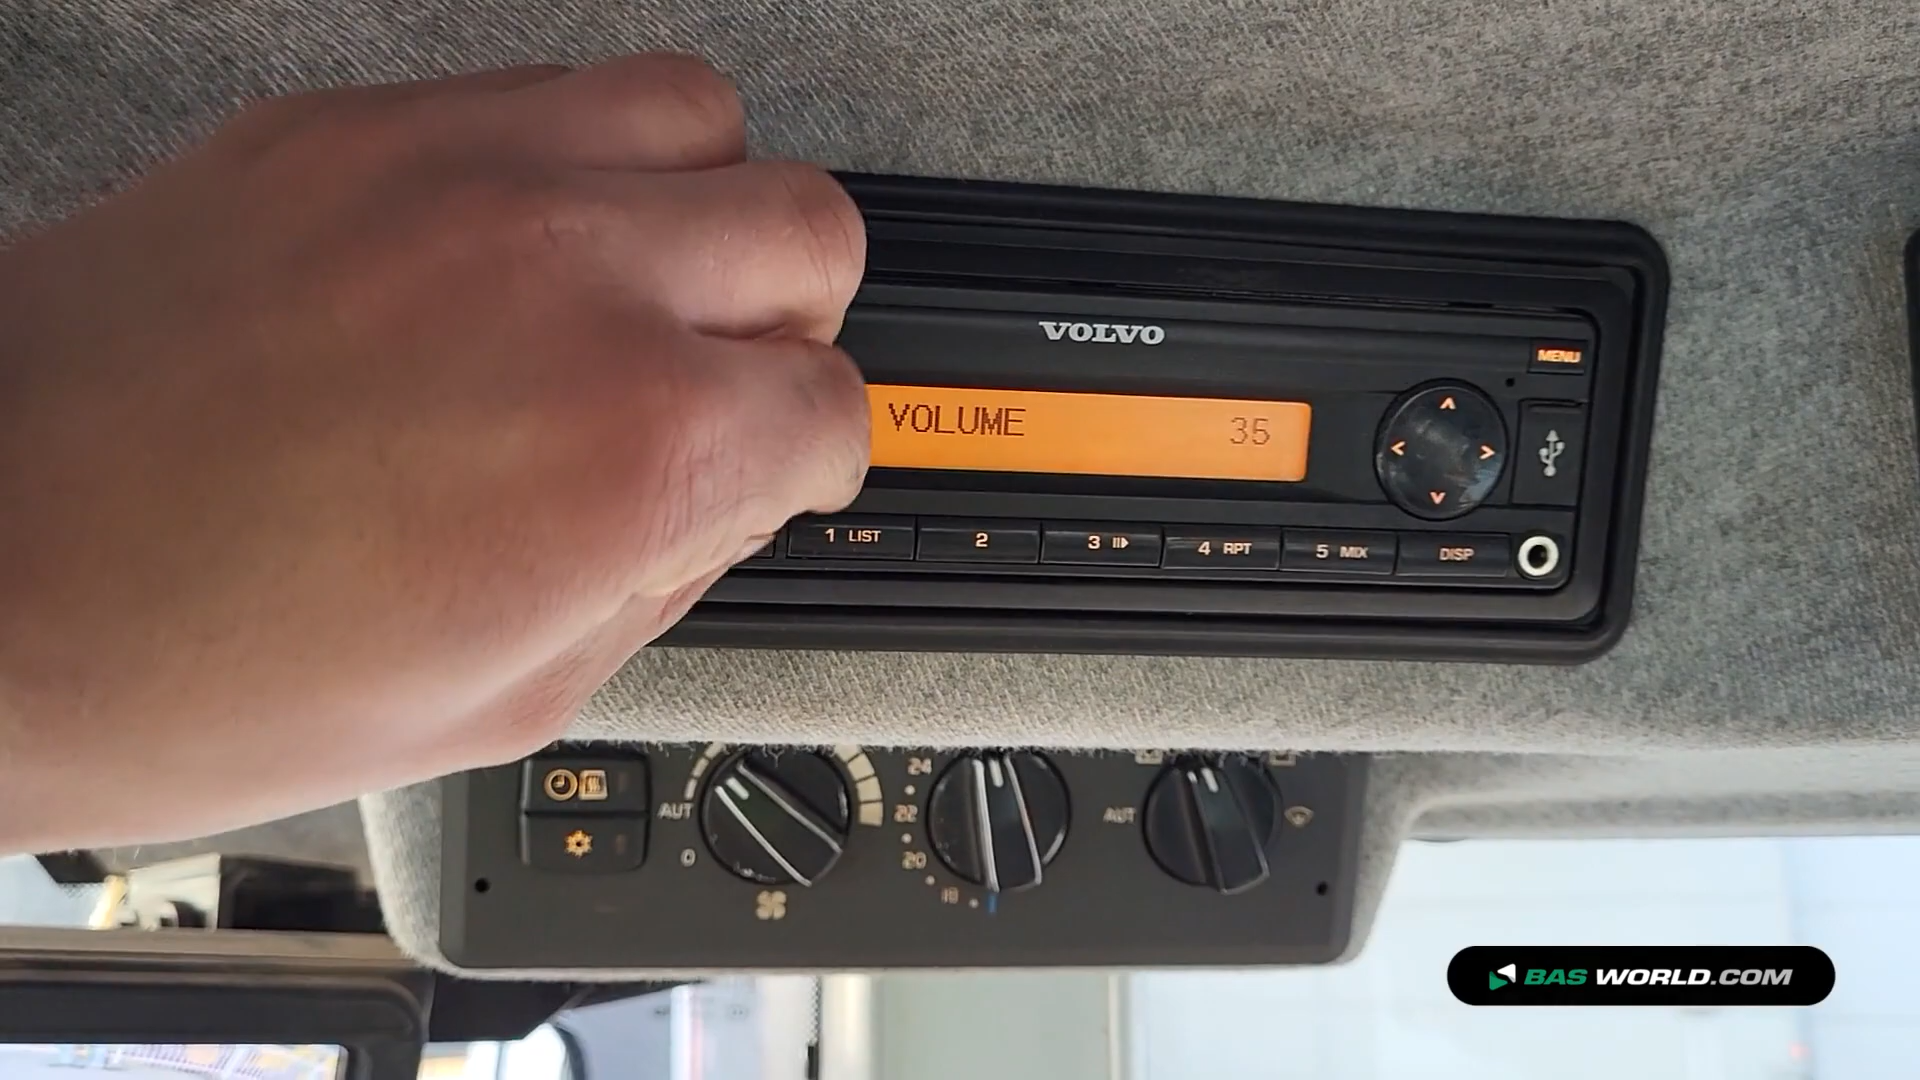 VOLVO
MENU
VOLUME 35
1 LIST 2 3 4 RPT 5 MIX DISP
24
AUT 22 AUT
0 20
18
BAS WORLD.COM